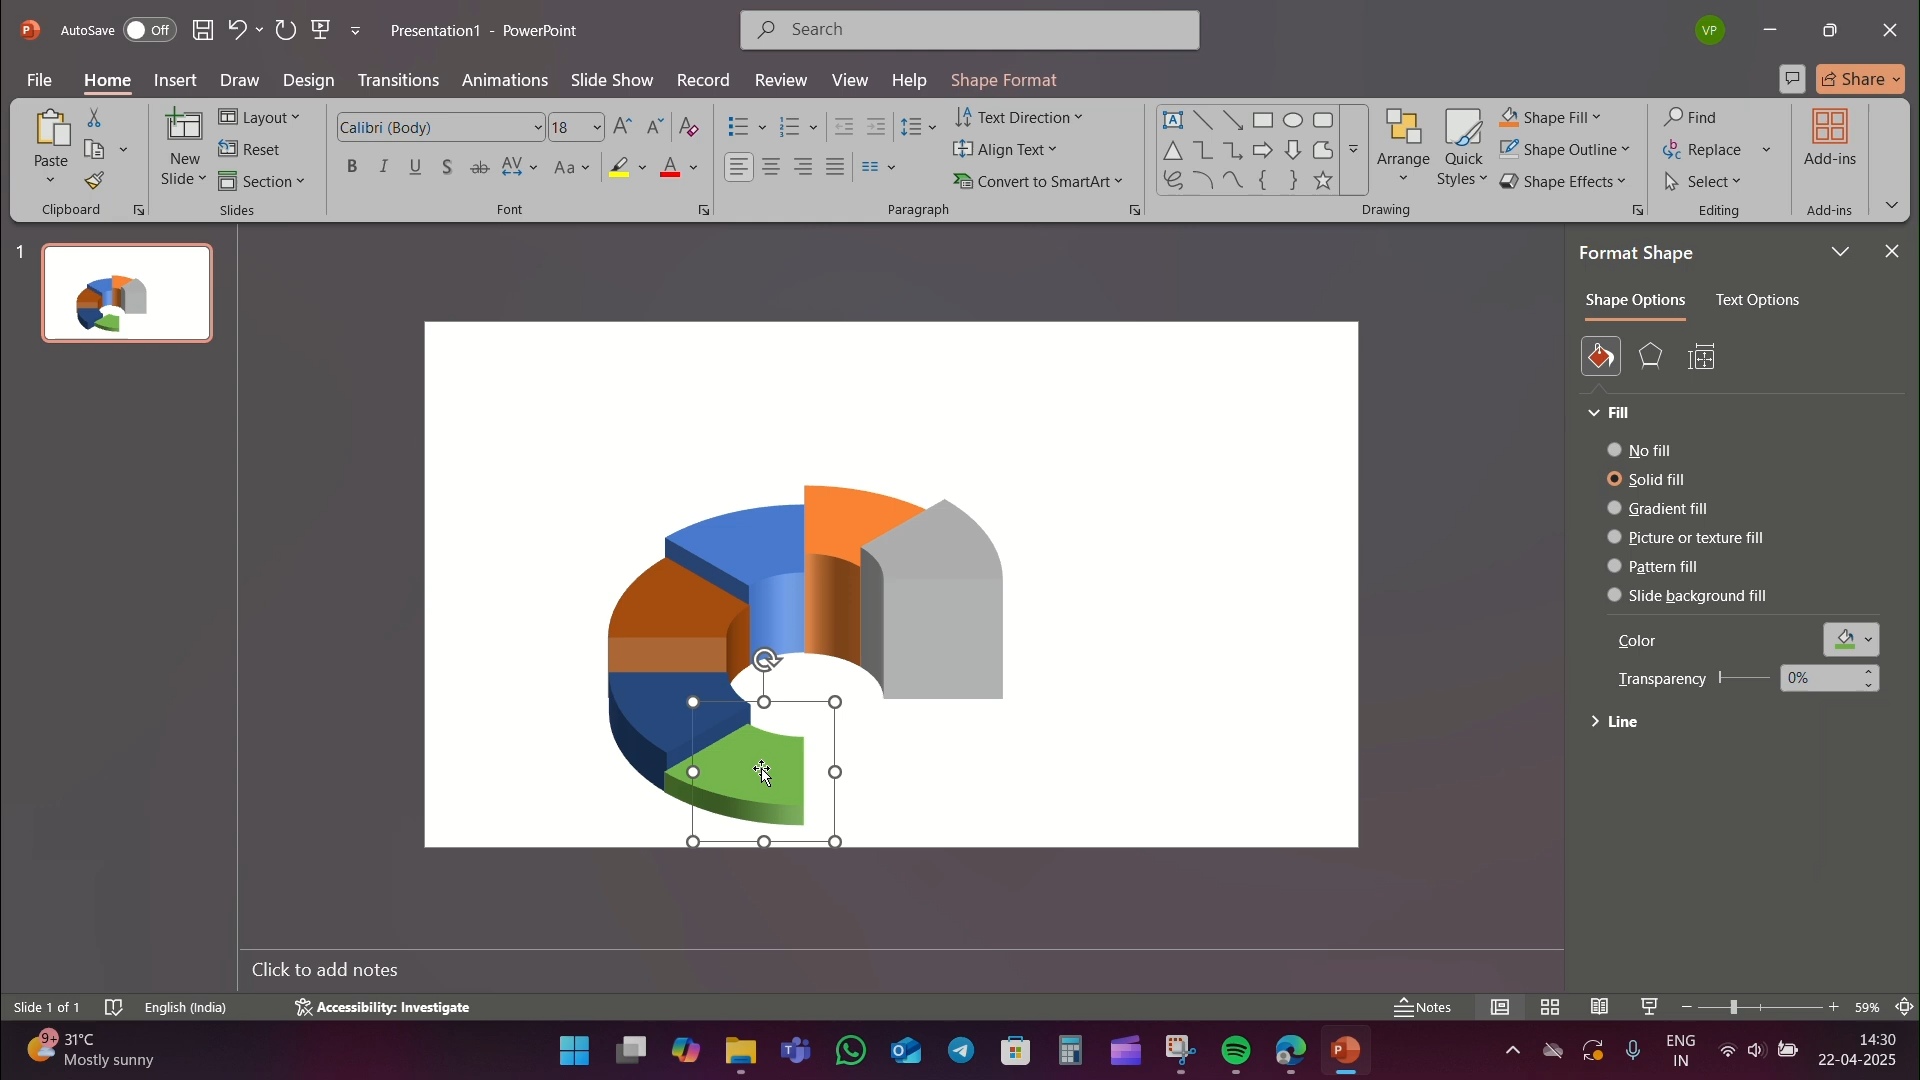 AutoSave Off Presentation1 - PowerPoint Search VP
File Home Insert Draw Design Transitions Animations Slide Show Record Review View Help Shape Format Share
Paste
New Slide
Layout
Reset
Section
Calibri (Body) 18
B I U S ab AV Aa A
Text Direction
Align Text
Convert to SmartArt
Arrange
Quick Styles
Shape Fill
Shape Outline
Shape Effects
Find
Replace
Select
Add-ins
Clipboard Slides Font Paragraph Drawing Editing Add-ins
1
Format Shape
Shape Options Text Options
Fill
No fill
Solid fill
Gradient fill
Picture or texture fill
Pattern fill
Slide background fill
Color
Transparency 0%
Line
Click to add notes
Slide 1 of 1 English (India) Accessibility: Investigate Notes 59%
9+ 31°C
Mostly sunny
ENG
IN
14:30
22-04-2025